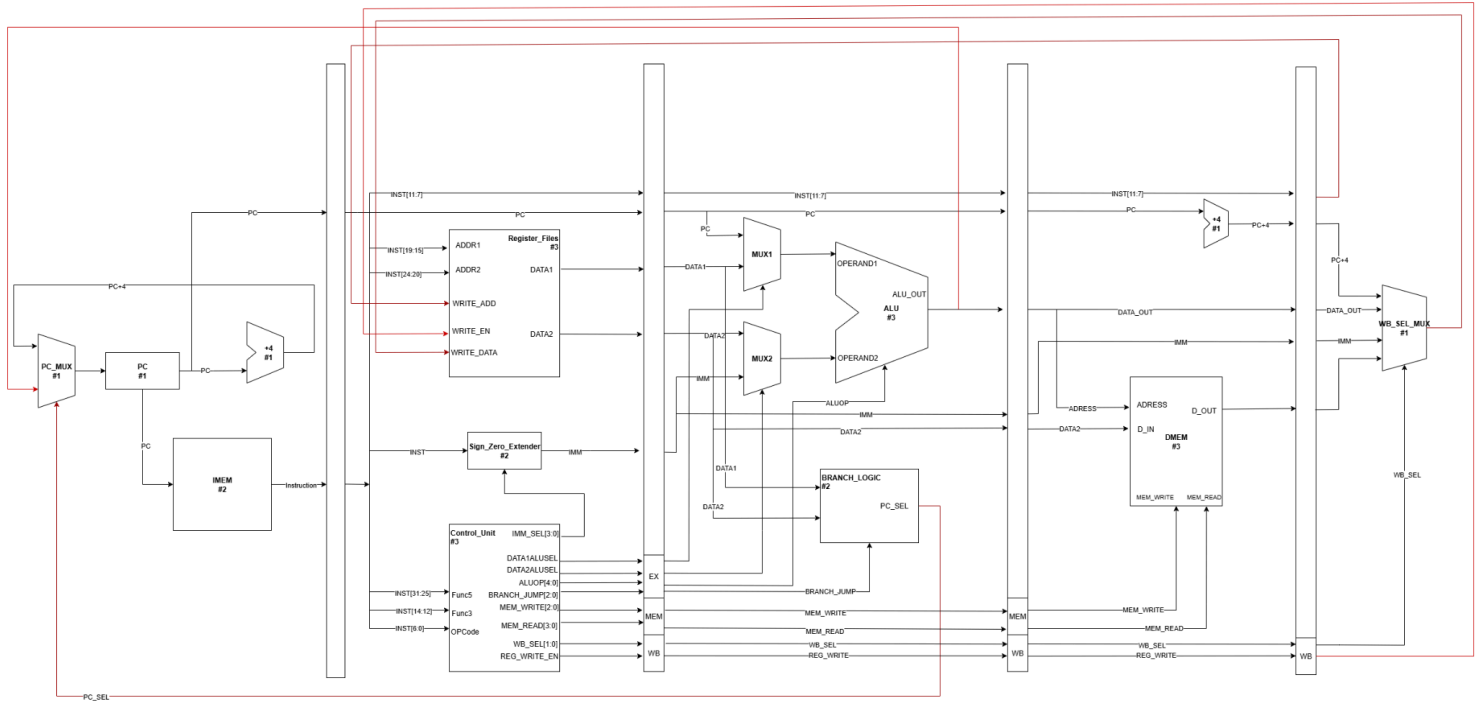 INST[11:7]
INST[11:7]
INST[11:7]
PC
PC
PC
PC
PC+4
PC
+4
#1
PC+4
INST[19:15]
INST[24:20]
Register_Files
#3
ADDR1
ADDR2
WRITE_ADD
WRITE_EN
WRITE_DATA
DATA1
DATA2
DATA1
DATA2
MUX1
MUX2
OPERAND1
OPERAND2
ALU_OUT
ALU
#3
ALUOP
IMM
DATA_OUT
IMM
PC+4
DATA_OUT
IMM
WB_SEL_MUX
#1
PC_MUX
#1
PC
#1
PC
+4
#1
PC
IMEM
#2
Instruction
INST
Sign_Zero_Extender
#2
IMM
IMM
DATA2
DATA2
ADRESS
ADRESS
D_IN
D_OUT
DMEM
#3
MEM_WRITE
MEM_READ
DATA1
DATA2
BRANCH_LOGIC
#2
PC_SEL
WB_SEL
Control_Unit
#3
IMM_SEL[3:0]
DATA1ALUSEL
DATA2ALUSEL
ALUOP[4:0]
BRANCH_JUMP[2:0]
MEM_WRITE[2:0]
MEM_READ[3:0]
WB_SEL[1:0]
REG_WRITE_EN
INST[31:25]
Func5
INST[14:12]
Func3
INST[6:0]
OPCode
EX
MEM
WB
BRANCH_JUMP
MEM_WRITE
MEM_READ
WB_SEL
REG_WRITE
MEM
WB
MEM_WRITE
MEM_READ
WB_SEL
REG_WRITE
WB
PC_SEL